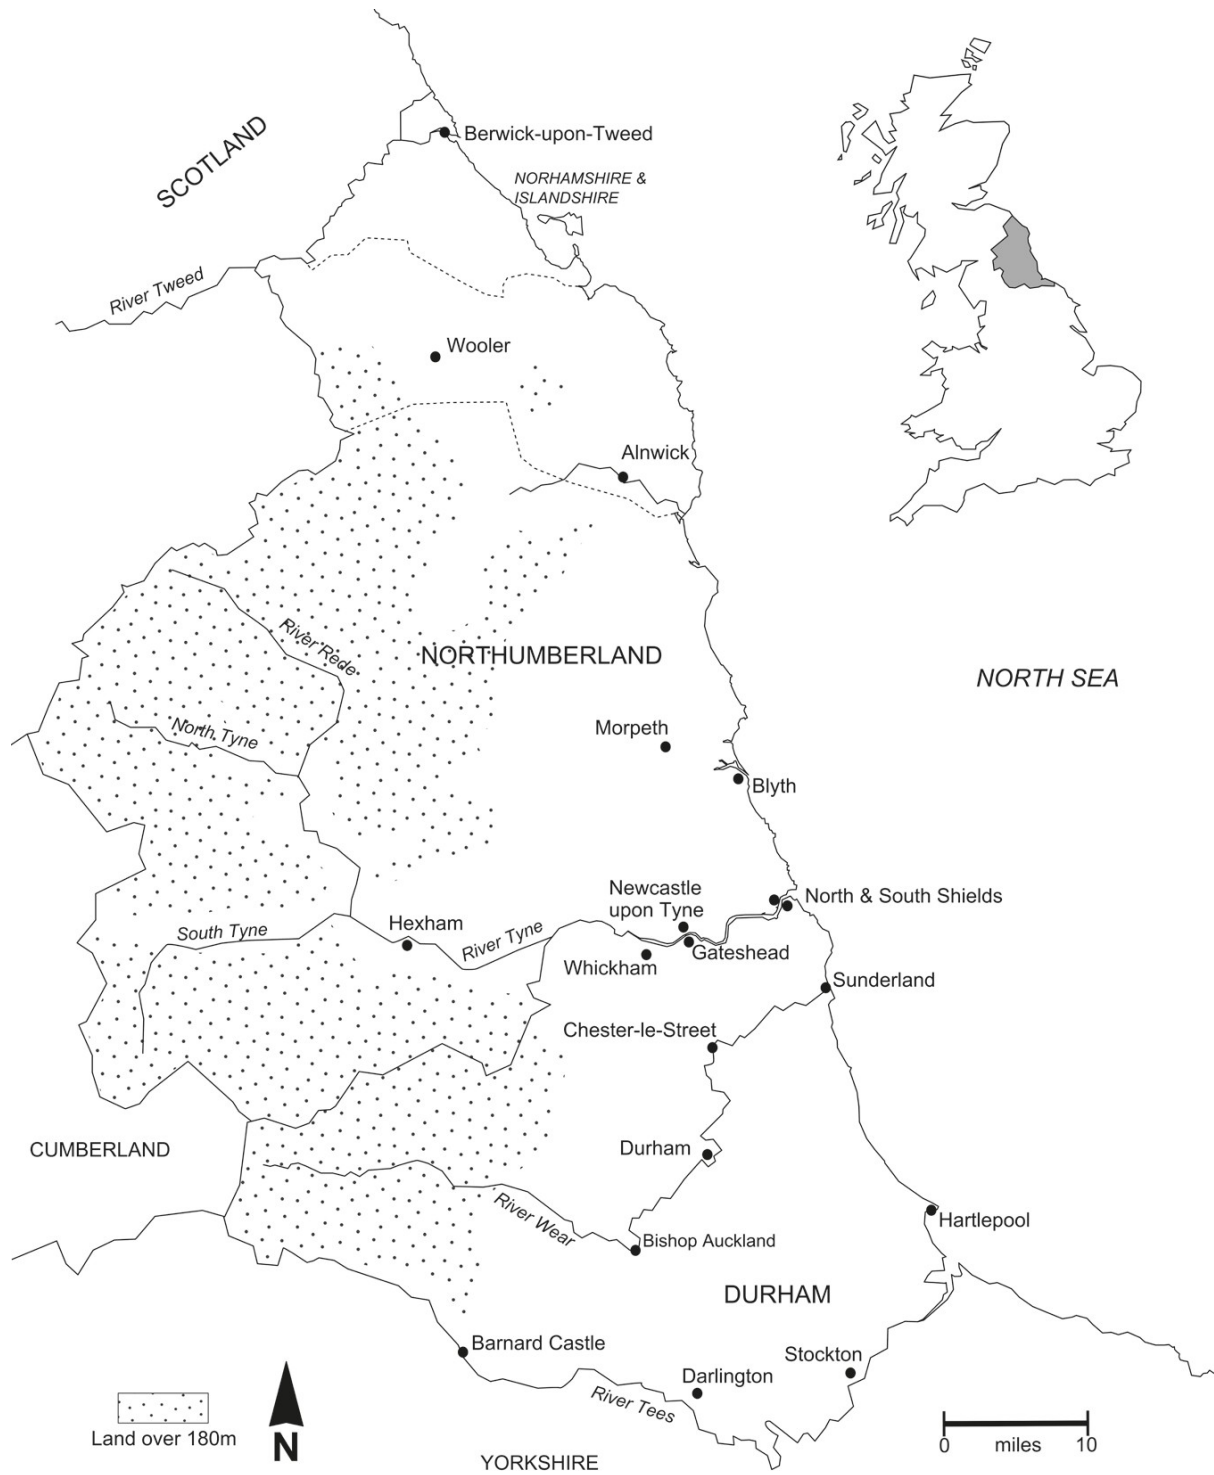 Berwick-upon-Tweed
SCOTLAND
NORHAMSHIRE &
ISLANDSHIRE
River Tweed
Wooler
Alnwick
River Rede
NORTHUMBERLAND
NORTH SEA
North Tyne
Morpeth
Blyth
Newcastle
upon Tyne
North & South Shields
Hexham
South Tyne
River Tyne
Gateshead
Whickham
Sunderland
Chester-le-Street
CUMBERLAND
Durham
River Wear
Hartlepool
Bishop Auckland
DURHAM
Barnard Castle
Stockton
Darlington
River Tees
Land over 180m
N
YORKSHIRE
0 miles 10